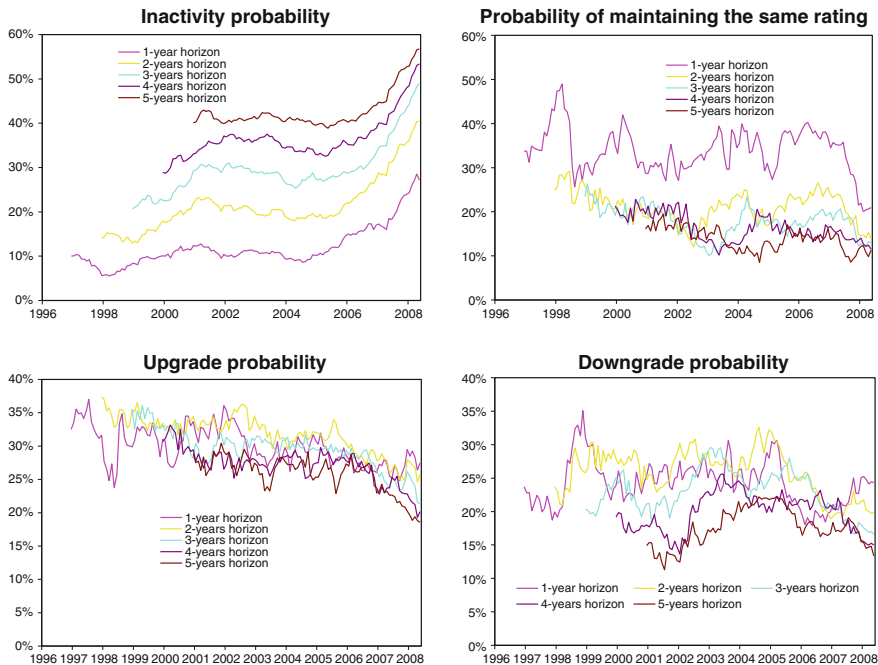 Inactivity probability
60%
50%
40%
30%
20%
10%
0%
1-year horizon
2-years horizon
3-years horizon
4-years horizon
5-years horizon
1996 1998 2000 2002 2004 2006 2008
Probability of maintaining the same rating
60%
50%
40%
30%
20%
10%
0%
1-year horizon
2-years horizon
3-years horizon
4-years horizon
5-years horizon
1996 1998 2000 2002 2004 2006 2008
Upgrade probability
40%
35%
30%
25%
20%
15%
10%
5%
0%
1-year horizon
2-years horizon
3-years horizon
4-years horizon
5-years horizon
1996 1997 1998 1999 2000 2001 2002 2003 2004 2005 2006 2007 2008
Downgrade probability
40%
35%
30%
25%
20%
15%
10%
5%
0%
1-year horizon 2-years horizon 3-years horizon
4-years horizon 5-years horizon
1996 1997 1998 1999 2000 2001 2002 2003 2004 2005 2006 2007 2008